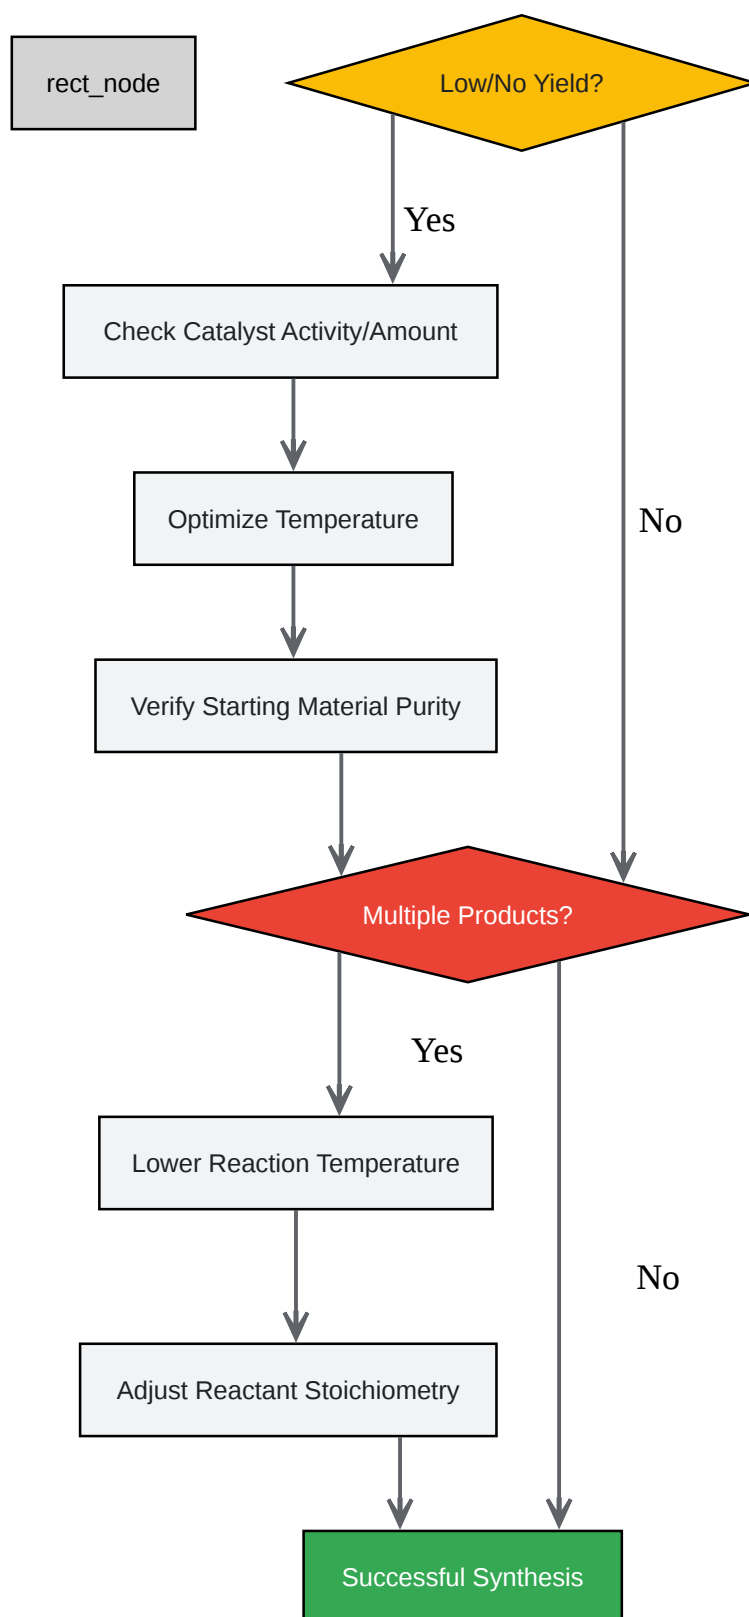 rect_node
Low/No Yield?
Yes
Check Catalyst Activity/Amount
Optimize Temperature
No
Verify Starting Material Purity
Multiple Products?
Yes
Lower Reaction Temperature
No
Adjust Reactant Stoichiometry
Successful Synthesis